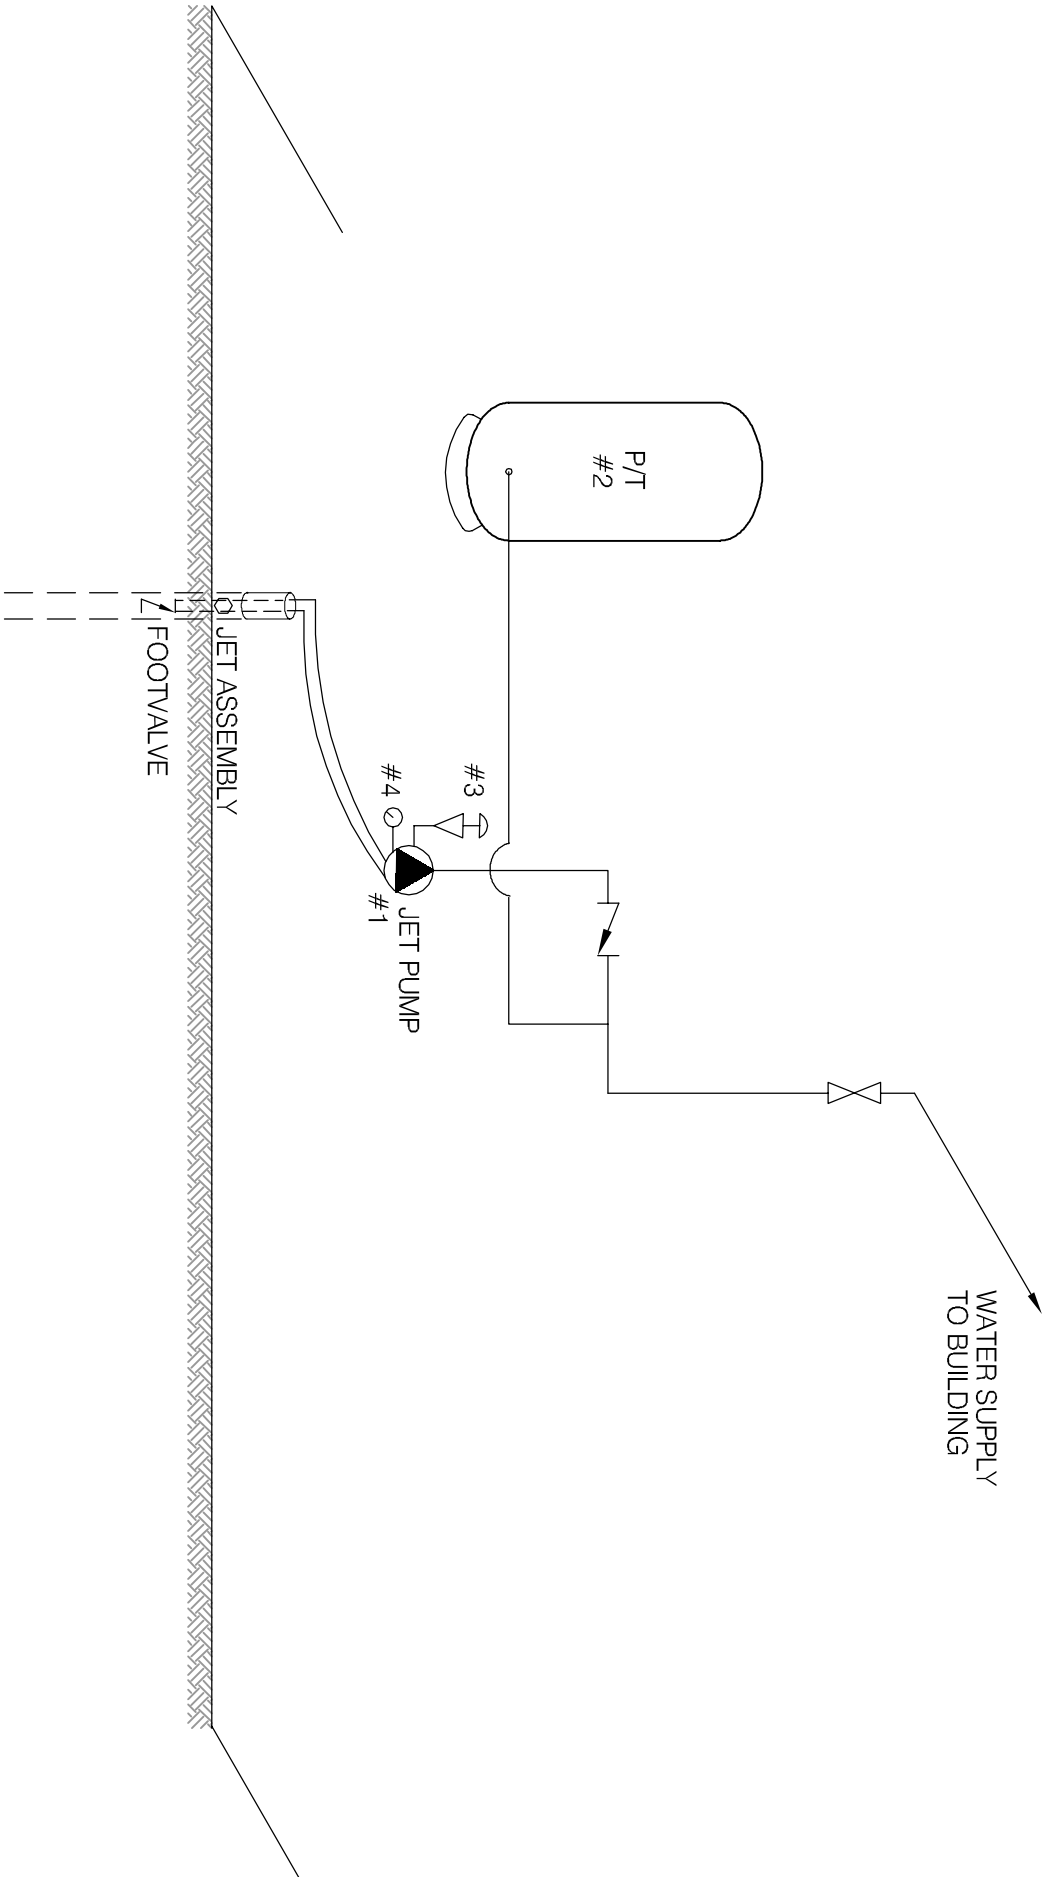 WATER SUPPLY
TO BUILDING
P/T
#2
#3
#4
JET PUMP
#1
JET ASSEMBLY
FOOTVALVE